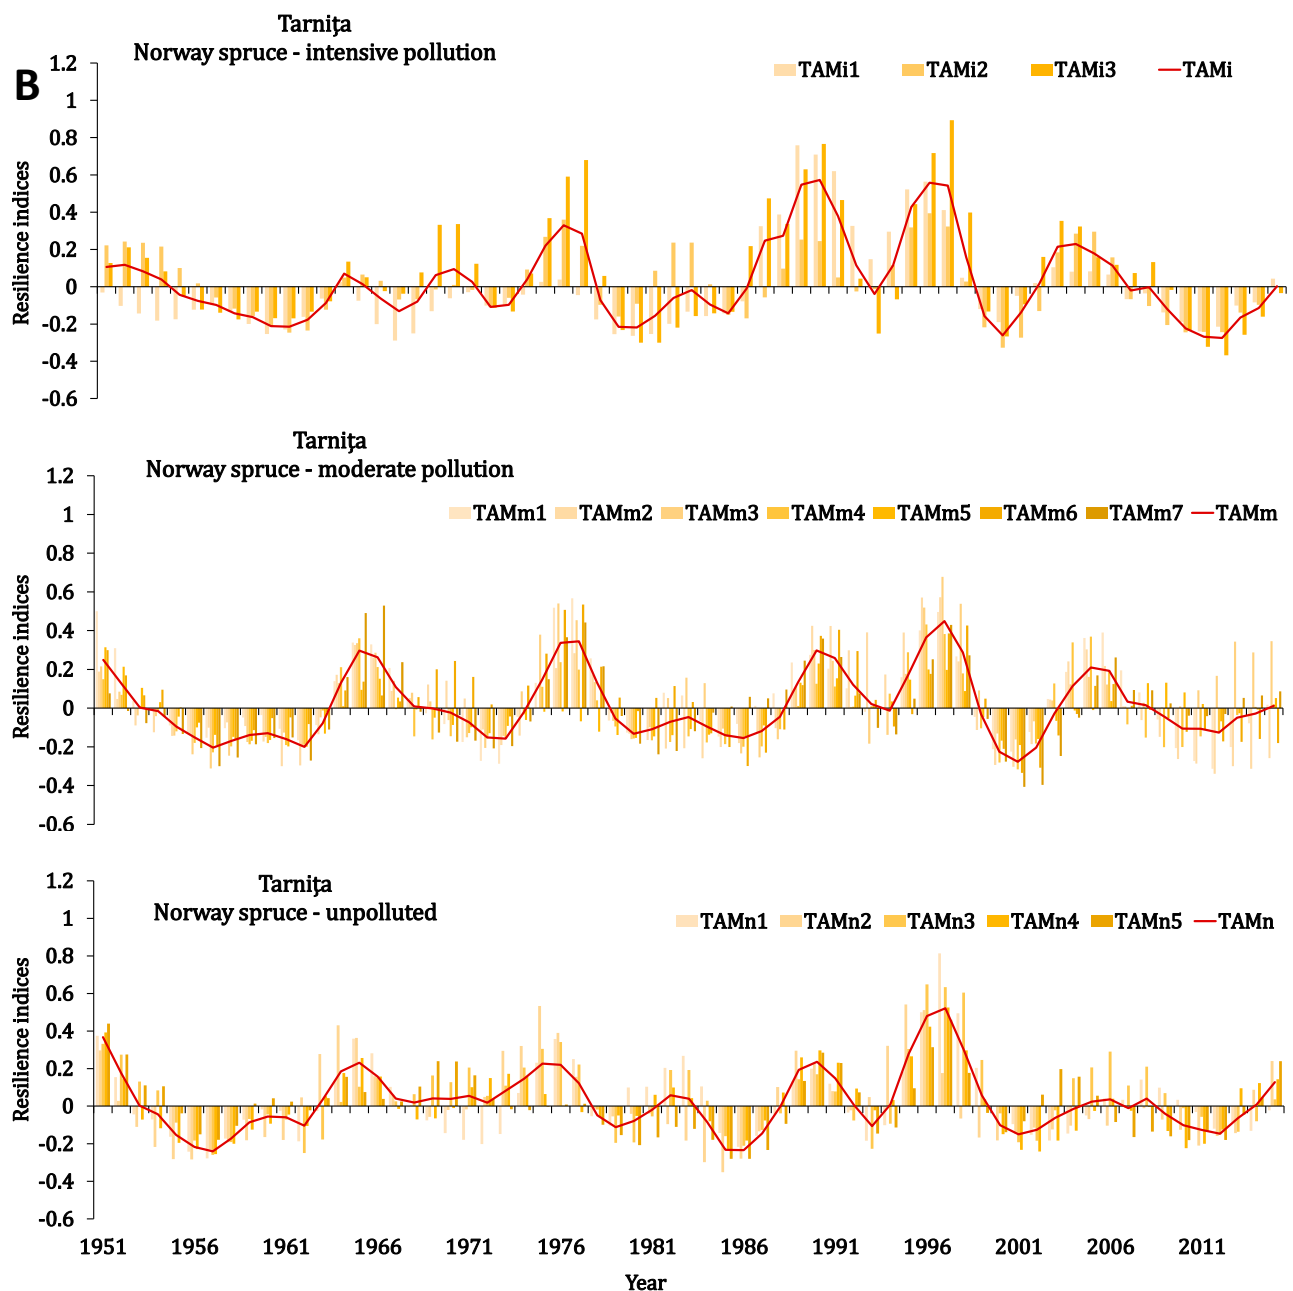 Tarniţa
Norway spruce - intensive pollution
B
TAMi1 TAMi2 TAMi3 TAMi
1.2
1
0.8
0.6
0.4
0.2
0
-0.2
-0.4
-0.6
Resilience indices
Tarniţa
Norway spruce - moderate pollution
TAMm1 TAMm2 TAMm3 TAMm4 TAMm5 TAMm6 TAMm7 TAMm
1.2
1
0.8
0.6
0.4
0.2
0
-0.2
-0.4
-0.6
Resilience indices
Tarniţa
Norway spruce - unpolluted
TAMn1 TAMn2 TAMn3 TAMn4 TAMn5 TAMn
1.2
1
0.8
0.6
0.4
0.2
0
-0.2
-0.4
-0.6
Resilience indices
1951 1956 1961 1966 1971 1976 1981 1986 1991 1996 2001 2006 2011
Year